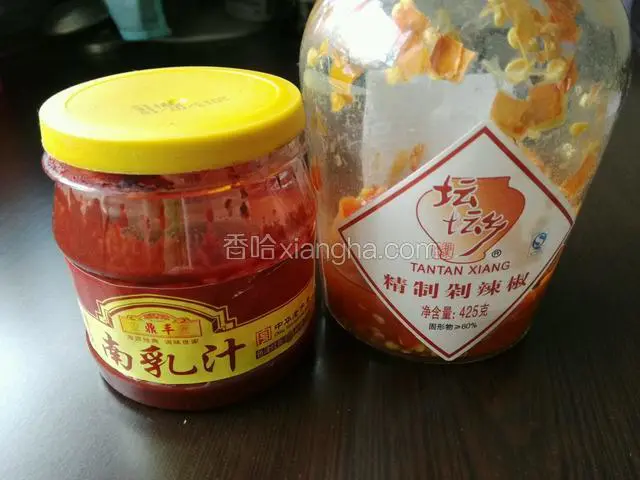 鼎丰
南乳汁
香哈xiangha.com
坛坛乡
®
TANTAN XIANG
精制剁辣椒
净含量: 425克
固形物≥60%